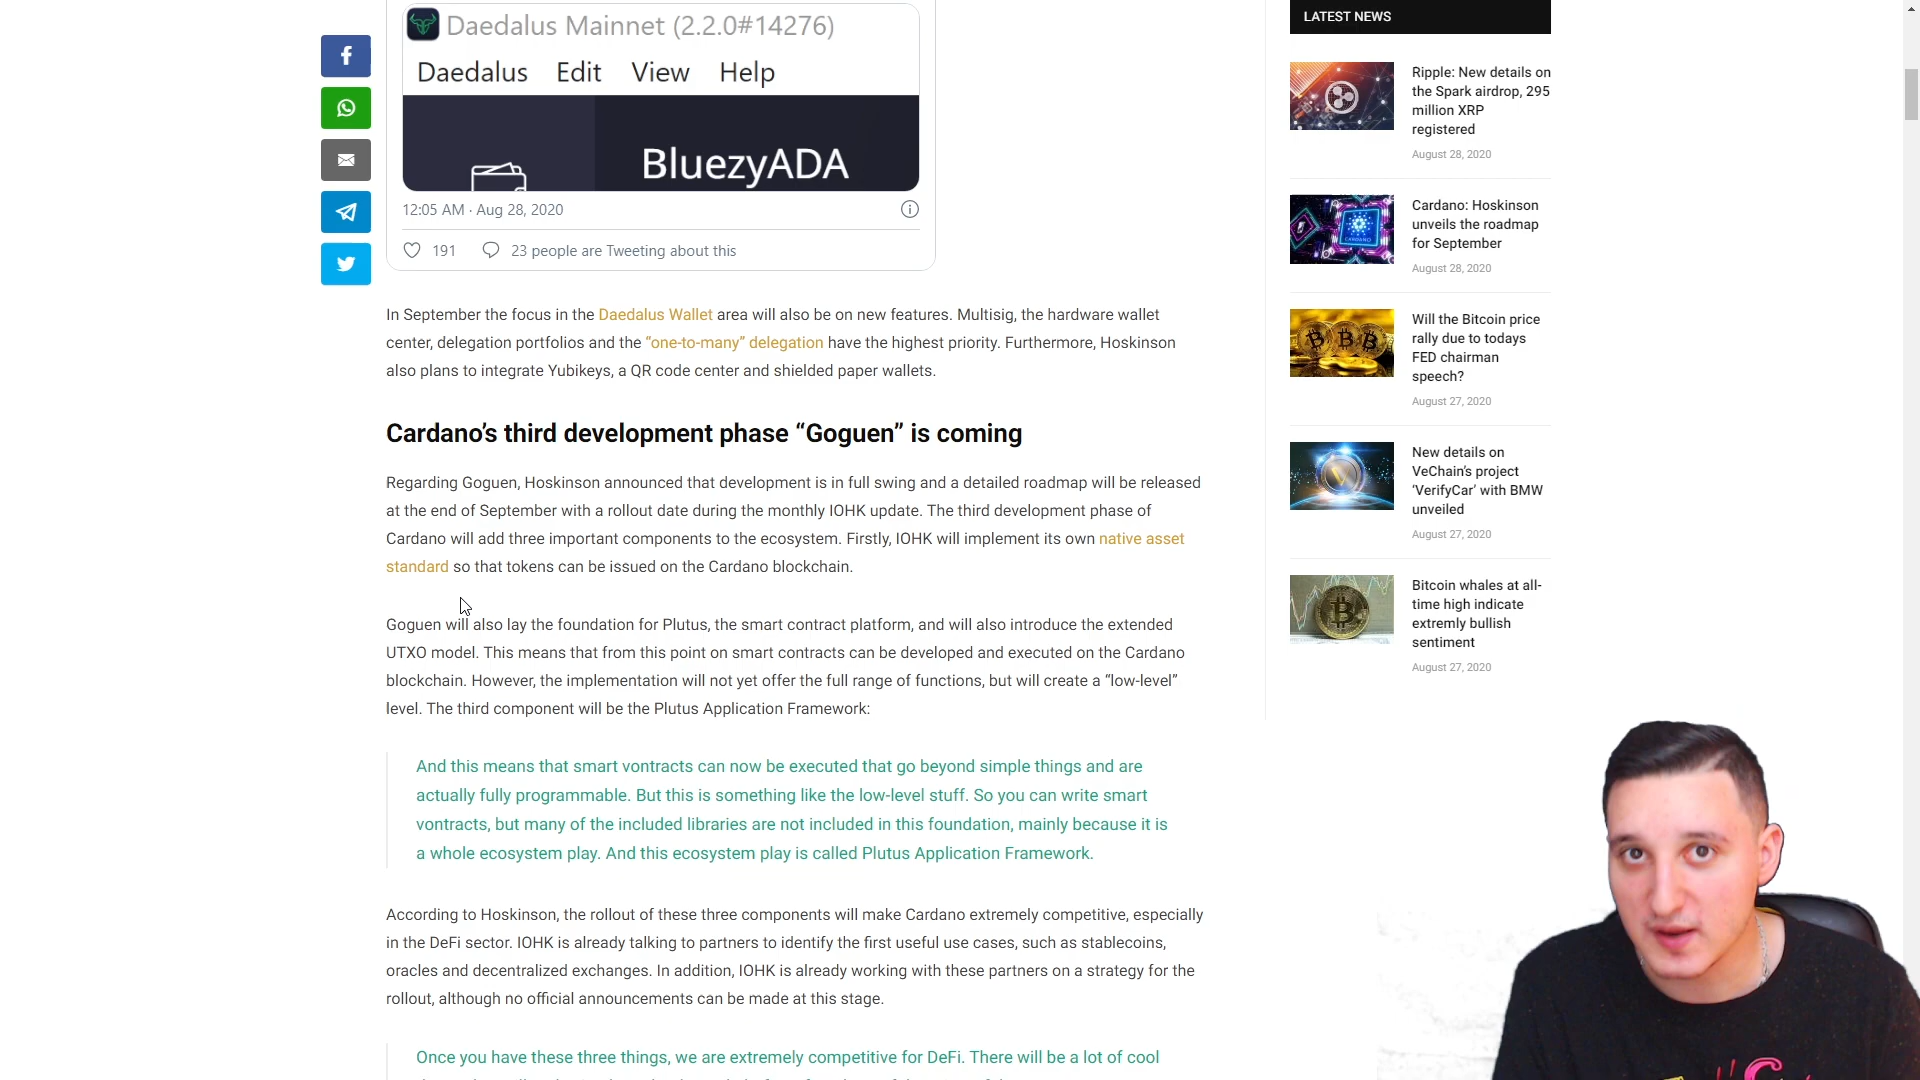 Daedalus Mainnet (2.2.0#14276)
Daedalus Edit View Help
BluezyADA
12:05 AM · Aug 28, 2020
191 23 people are Tweeting about this
In September the focus in the Daedalus Wallet area will also be on new features. Multisig, the hardware wallet
center, delegation portfolios and the “one-to-many” delegation have the highest priority. Furthermore, Hoskinson
also plans to integrate Yubikeys, a QR code center and shielded paper wallets.
Cardano’s third development phase “Goguen” is coming
Regarding Goguen, Hoskinson announced that development is in full swing and a detailed roadmap will be released
at the end of September with a rollout date during the monthly IOHK update. The third development phase of
Cardano will add three important components to the ecosystem. Firstly, IOHK will implement its own native asset
standard so that tokens can be issued on the Cardano blockchain.
Goguen will also lay the foundation for Plutus, the smart contract platform, and will also introduce the extended
UTXO model. This means that from this point on smart contracts can be developed and executed on the Cardano
blockchain. However, the implementation will not yet offer the full range of functions, but will create a “low-level”
level. The third component will be the Plutus Application Framework:
And this means that smart vontracts can now be executed that go beyond simple things and are
actually fully programmable. But this is something like the low-level stuff. So you can write smart
vontracts, but many of the included libraries are not included in this foundation, mainly because it is
a whole ecosystem play. And this ecosystem play is called Plutus Application Framework.
According to Hoskinson, the rollout of these three components will make Cardano extremely competitive, especially
in the DeFi sector. IOHK is already talking to partners to identify the first useful use cases, such as stablecoins,
oracles and decentralized exchanges. In addition, IOHK is already working with these partners on a strategy for the
rollout, although no official announcements can be made at this stage.
Once you have these three things, we are extremely competitive for DeFi. There will be a lot of cool
LATEST NEWS
Ripple: New details on
the Spark airdrop, 295
million XRP
registered
August 28, 2020
Cardano: Hoskinson
unveils the roadmap
for September
August 28, 2020
Will the Bitcoin price
rally due to todays
FED chairman
speech?
August 27, 2020
New details on
VeChain’s project
‘VerifyCar’ with BMW
unveiled
August 27, 2020
Bitcoin whales at all-
time high indicate
extremly bullish
sentiment
August 27, 2020